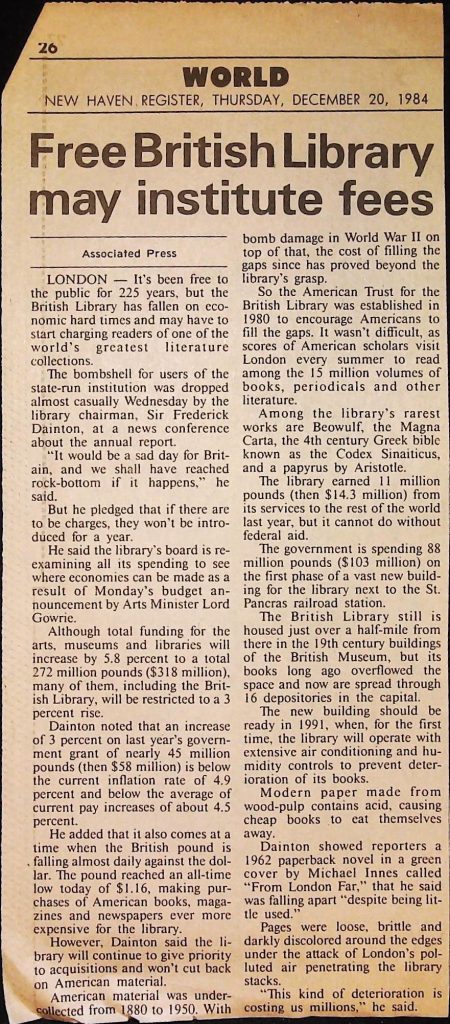 26
WORLD
NEW HAVEN REGISTER, THURSDAY, DECEMBER 20, 1984
Free British Library
may institute fees
Associated Press
LONDON — It's been free to
the public for 225 years, but the
British Library has fallen on eco-
nomic hard times and may have to
start charging readers of one of the
world's greatest literature
collections.
The bombshell for users of the
state-run institution was dropped
almost casually Wednesday by the
library chairman, Sir Frederick
Dainton, at a news conference
about the annual report.
"It would be a sad day for Brit-
ain, and we shall have reached
rock-bottom if it happens," he
said.
But he pledged that if there are
to be charges, they won't be intro-
duced for a year.
He said the library's board is re-
examining all its spending to see
where economies can be made as a
result of Monday's budget an-
nouncement by Arts Minister Lord
Gowrie.
Although total funding for the
arts, museums and libraries will
increase by 5.8 percent to a total
272 million pounds ($318 million),
many of them, including the Brit-
ish Library, will be restricted to a 3
percent rise.
Dainton noted that an increase
of 3 percent on last year's govern-
ment grant of nearly 45 million
pounds (then $58 million) is below
the current inflation rate of 4.9
percent and below the average of
current pay increases of about 4.5
percent.
He added that it also comes at a
time when the British pound is
falling almost daily against the dol-
lar. The pound reached an all-time
low today of $1.16, making pur-
chases of American books, maga-
zines and newspapers ever more
expensive for the library.
However, Dainton said the li-
brary will continue to give priority
to acquisitions and won't cut back
on American material.
American material was under-
collected from 1880 to 1950. With
bomb damage in World War II on
top of that, the cost of filling the
gaps since has proved beyond the
library's grasp.
So the American Trust for the
British Library was established in
1980 to encourage Americans to
fill the gaps. It wasn't difficult, as
scores of American scholars visit
London every summer to read
among the 15 million volumes of
books, periodicals and other
literature.
Among the library's rarest
works are Beowulf, the Magna
Carta, the 4th century Greek bible
known as the Codex Sinaiticus,
and a papyrus by Aristotle.
The library earned 11 million
pounds (then $14.3 million) from
its services to the rest of the world
last year, but it cannot do without
federal aid.
The government is spending 88
million pounds ($103 million) on
the first phase of a vast new build-
ing for the library next to the St.
Pancras railroad station.
The British Library still is
housed just over a half-mile from
there in the 19th century buildings
of the British Museum, but its
books long ago overflowed the
space and now are spread through
16 depositories in the capital.
The new building should be
ready in 1991, when, for the first
time, the library will operate with
extensive air conditioning and hu-
midity controls to prevent deter-
ioration of its books.
Modern paper made from
wood-pulp contains acid, causing
cheap books to eat themselves
away.
Dainton showed reporters a
1962 paperback novel in a green
cover by Michael Innes called
"From London Far," that he said
was falling apart "despite being lit-
tle used."
Pages were loose, brittle and
darkly discolored around the edges
under the attack of London's pol-
luted air penetrating the library
stacks.
"This kind of deterioration is
costing us millions," he said.